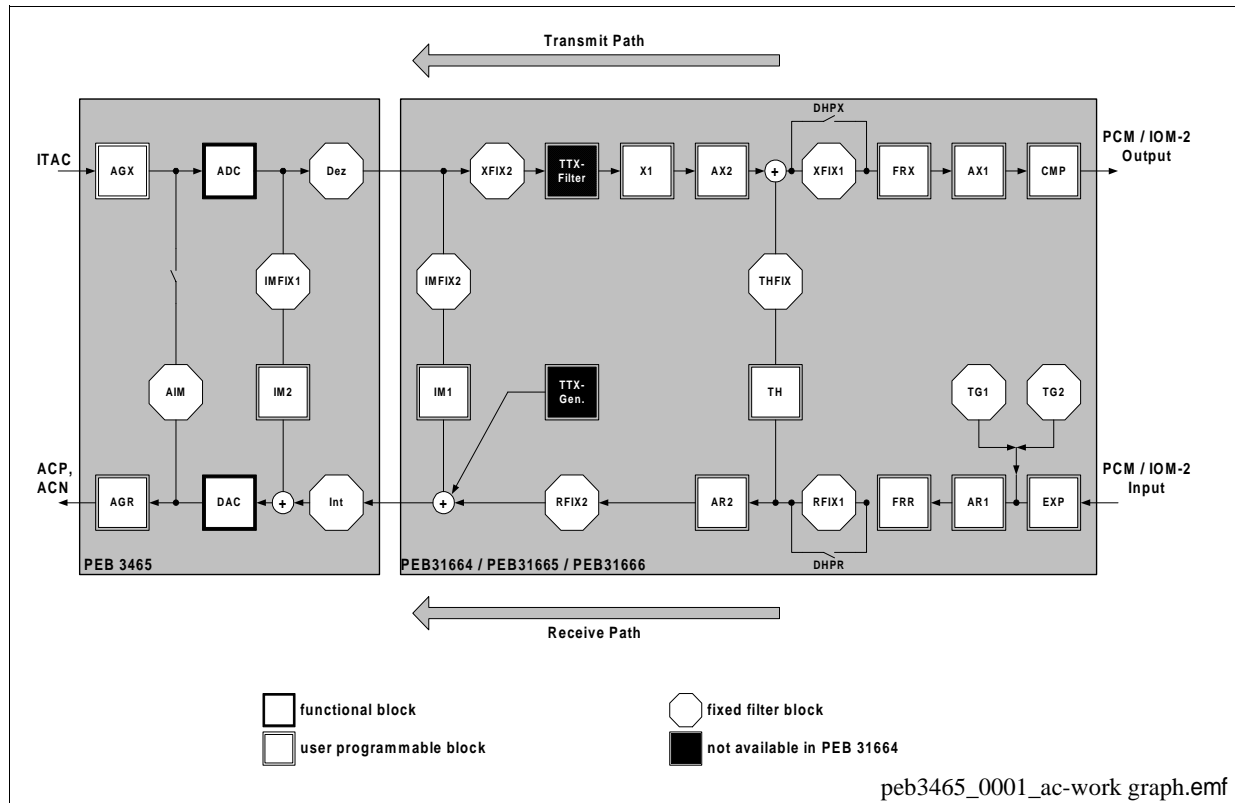 Transmit Path
DHPX
ITAC
AGX
ADC
Dez
XFIX2
TTX-
Filter
X1
AX2
+
XFIX1
FRX
AX1
CMP
PCM / IOM-2
Output
IMFIX1
IMFIX2
THFIX
AIM
IM2
IM1
TTX-
Gen.
TH
TG1
TG2
ACP,
ACN
AGR
DAC
+
Int
+
RFIX2
AR2
RFIX1
FRR
AR1
EXP
PCM / IOM-2
Input
DHPR
PEB 3465
PEB31664 / PEB31665 / PEB31666
Receive Path
functional block
fixed filter block
user programmable block
not available in PEB 31664
peb3465_0001_ac-work graph.emf